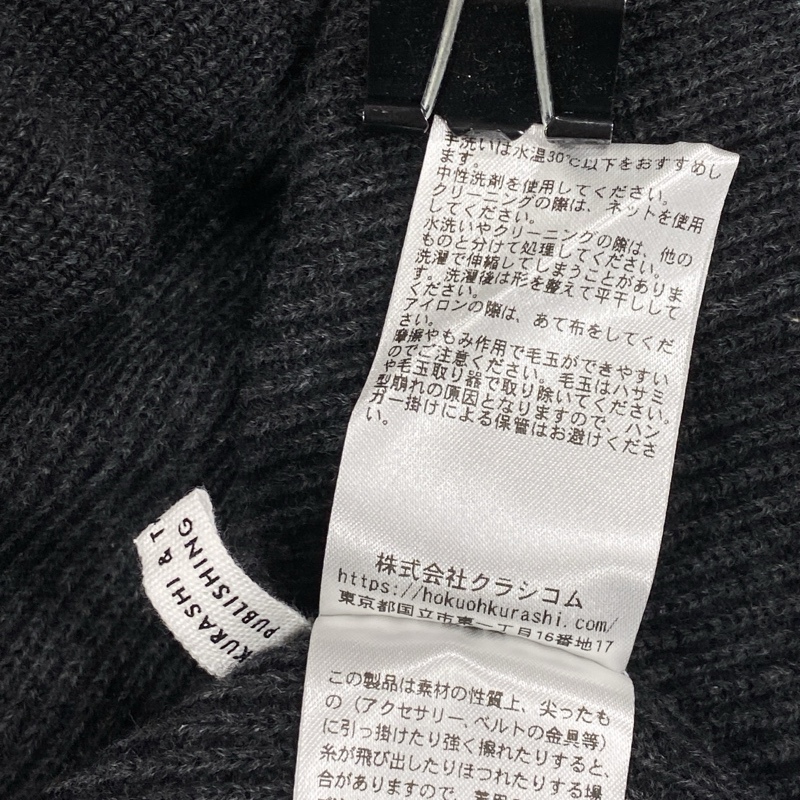 手洗いは水温30℃以下をおすすめし
ます。
中性洗剤を使用してください。
クリーニングの際は、ネットを使用
してください。
水洗いやクリーニングの際は、他の
ものと分けて処理してください。
洗濯で伸縮してしまうことがありま
す。洗濯後は形を整えて平干しして
ください。
アイロンの際は、あて布をしてくだ
さい。
摩擦やもみ作用で毛玉ができやすい
のでご注意ください。毛玉はハサミ
や毛玉取り器で取り除いてください。
型崩れの原因となりますので、ハン
ガー掛けによる保管はお避けくださ
い。
株式会社クラシコム
https://hokuohkurashi.com/
東京都国立市東一丁目16番地17
この製品は素材の性質上、尖ったも
の（アクセサリー、ベルトの金具等）
に引っ掛けたり強く擦れたりすると、
糸が飛び出したりほつれたりする場
合がありますので、着用の
KURASHI & T
PUBLISHING